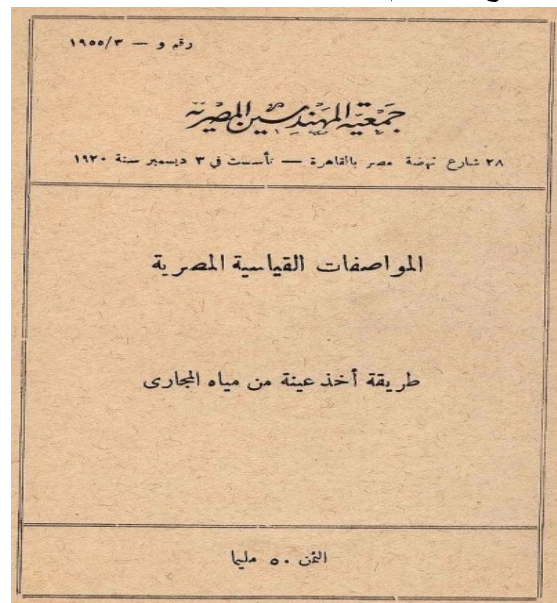 رقم و — ١٩٥٥/٣
جمعية المهندسين المصرية
٢٨ شارع نهضة مصر بالقاهرة — تأسست في ٣ ديسمبر سنة ١٩٢٠
المواصفات القياسية المصرية
طريقة أخذ عينة من مياه المجارى
الثمن ٥٠ مليما